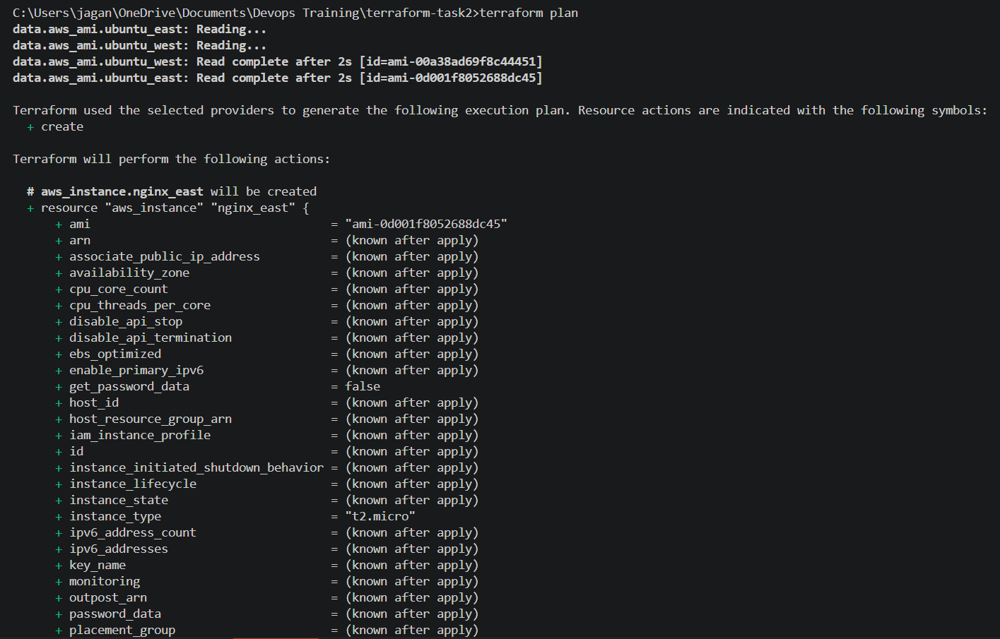 C:\Users\jagan\OneDrive\Documents\Devops Training\terraform-task2>terraform plan
data.aws_ami.ubuntu_east: Reading...
data.aws_ami.ubuntu_west: Reading...
data.aws_ami.ubuntu_west: Read complete after 2s [id=ami-00a38ad69f8c44451]
data.aws_ami.ubuntu_east: Read complete after 2s [id=ami-0d001f8052688dc45]
Terraform used the selected providers to generate the following execution plan. Resource actions are indicated with the following symbols:
+ create
Terraform will perform the following actions:
# aws_instance.nginx_east will be created
+ resource "aws_instance" "nginx_east" {
+ ami = "ami-0d001f8052688dc45"
+ arn = (known after apply)
+ associate_public_ip_address = (known after apply)
+ availability_zone = (known after apply)
+ cpu_core_count = (known after apply)
+ cpu_threads_per_core = (known after apply)
+ disable_api_stop = (known after apply)
+ disable_api_termination = (known after apply)
+ ebs_optimized = (known after apply)
+ enable_primary_ipv6 = (known after apply)
+ get_password_data = false
+ host_id = (known after apply)
+ host_resource_group_arn = (known after apply)
+ iam_instance_profile = (known after apply)
+ id = (known after apply)
+ instance_initiated_shutdown_behavior = (known after apply)
+ instance_lifecycle = (known after apply)
+ instance_state = (known after apply)
+ instance_type = "t2.micro"
+ ipv6_address_count = (known after apply)
+ ipv6_addresses = (known after apply)
+ key_name = (known after apply)
+ monitoring = (known after apply)
+ outpost_arn = (known after apply)
+ password_data = (known after apply)
+ placement_group = (known after apply)